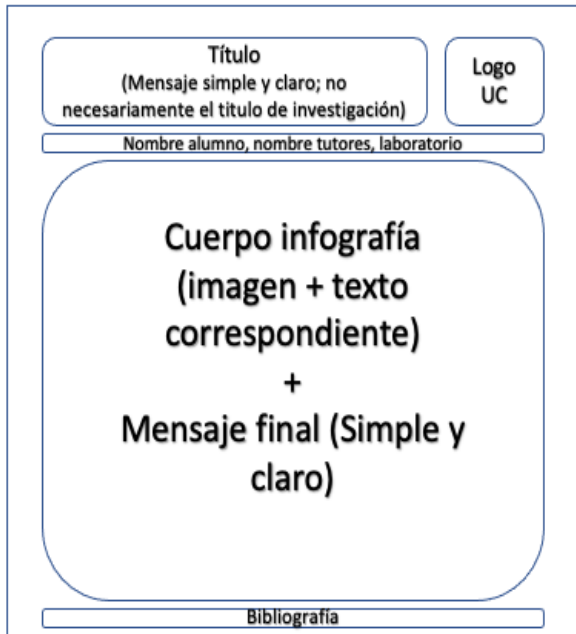 Título
(Mensaje simple y claro; no
necesariamente el titulo de investigación)
Logo
UC
Nombre alumno, nombre tutores, laboratorio
Cuerpo infografía
(imagen + texto
correspondiente)
+
Mensaje final (Simple y
claro)
Bibliografía